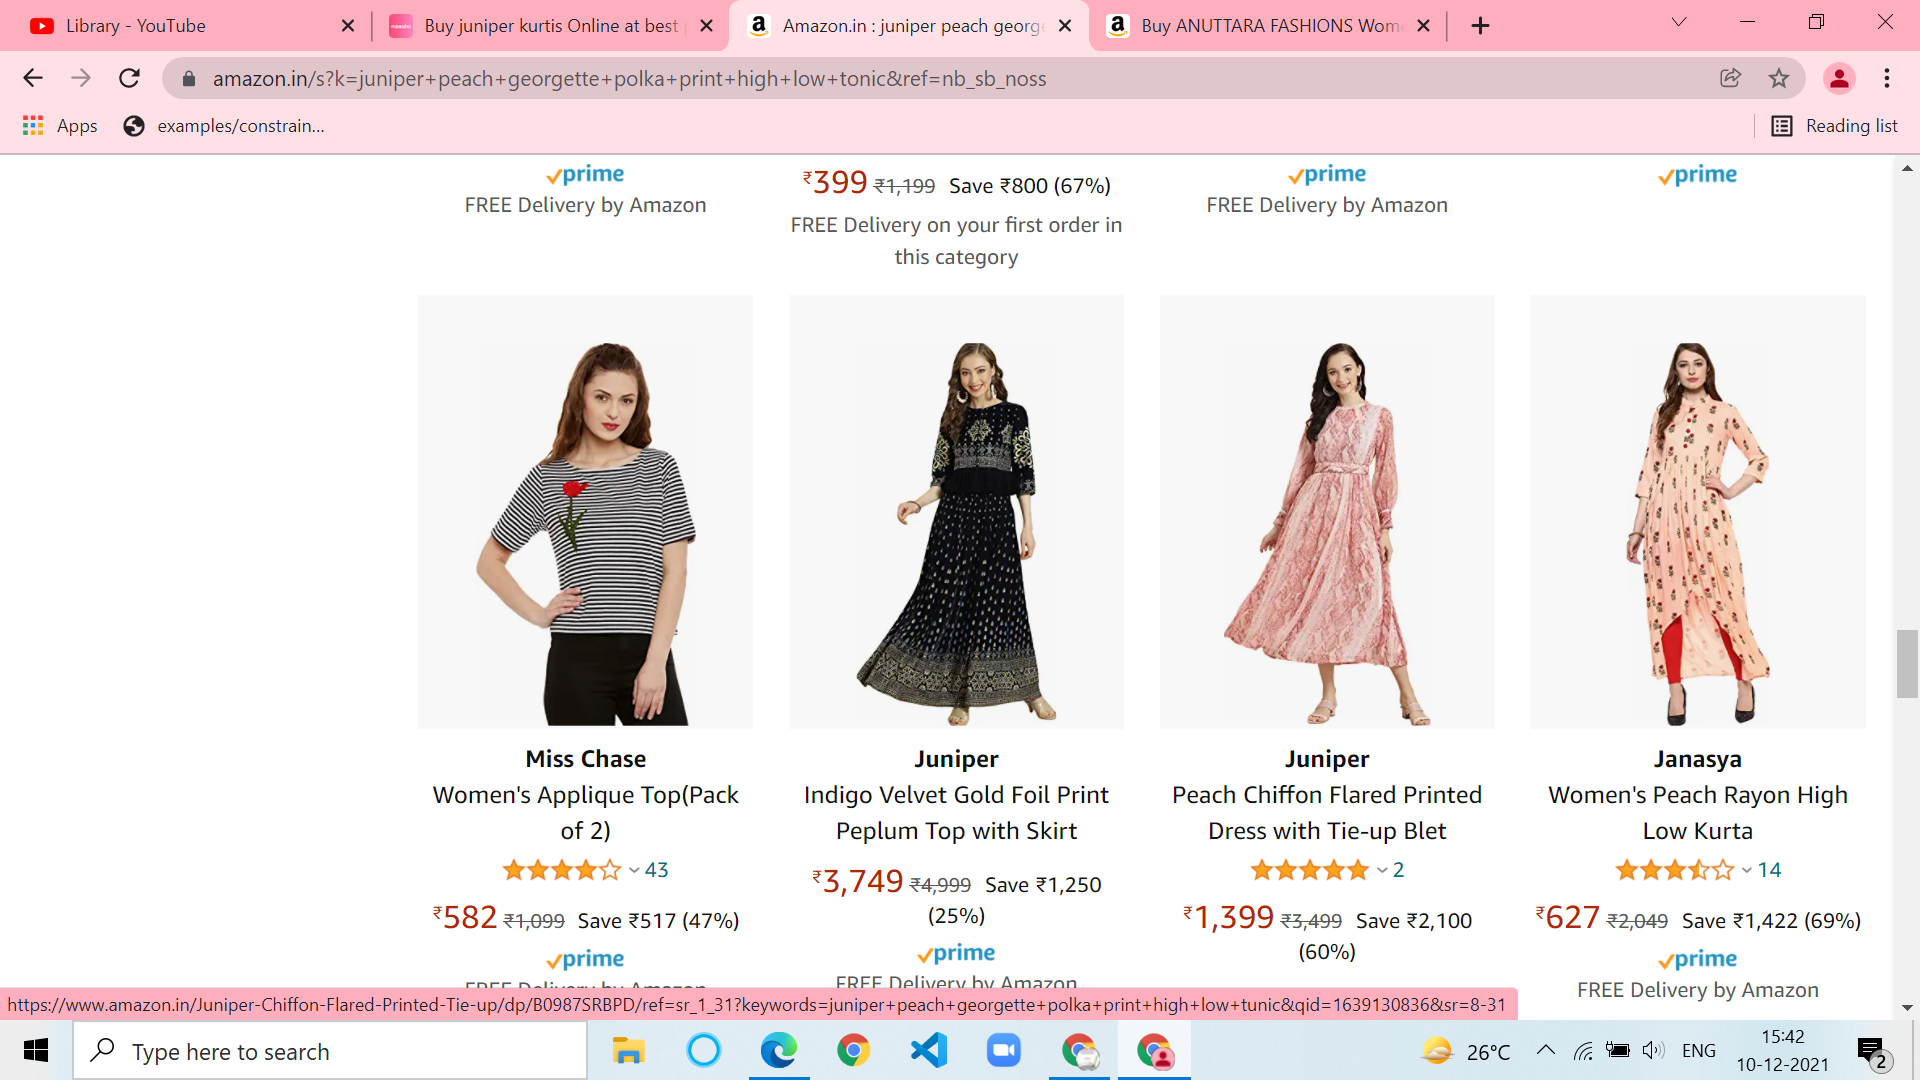 Library - YouTube
Buy juniper kurtis Online at best p
Amazon.in : juniper peach george
Buy ANUTTARA FASHIONS Wome
amazon.in/s?k=juniper+peach+georgette+polka+print+high+low+tonic&ref=nb_sb_noss
Apps
examples/constrain...
Reading list
prime
FREE Delivery by Amazon
₹399 ₹1,199 Save ₹800 (67%)
FREE Delivery on your first order in
this category
prime
FREE Delivery by Amazon
prime
Miss Chase
Women's Applique Top(Pack
of 2)
43
₹582 ₹1,099 Save ₹517 (47%)
prime
FREE Delivery by Amazon
Juniper
Indigo Velvet Gold Foil Print
Peplum Top with Skirt
₹3,749 ₹4,999 Save ₹1,250
(25%)
prime
FREE Delivery by Amazon
Juniper
Peach Chiffon Flared Printed
Dress with Tie-up Blet
2
₹1,399 ₹3,499 Save ₹2,100
(60%)
Janasya
Women's Peach Rayon High
Low Kurta
14
₹627 ₹2,049 Save ₹1,422 (69%)
prime
FREE Delivery by Amazon
https://www.amazon.in/Juniper-Chiffon-Flared-Printed-Tie-up/dp/B0987SRBPD/ref=sr_1_31?keywords=juniper+peach+georgette+polka+print+high+low+tunic&qid=1639130836&sr=8-31
Type here to search
26°C
ENG
15:42
10-12-2021
2